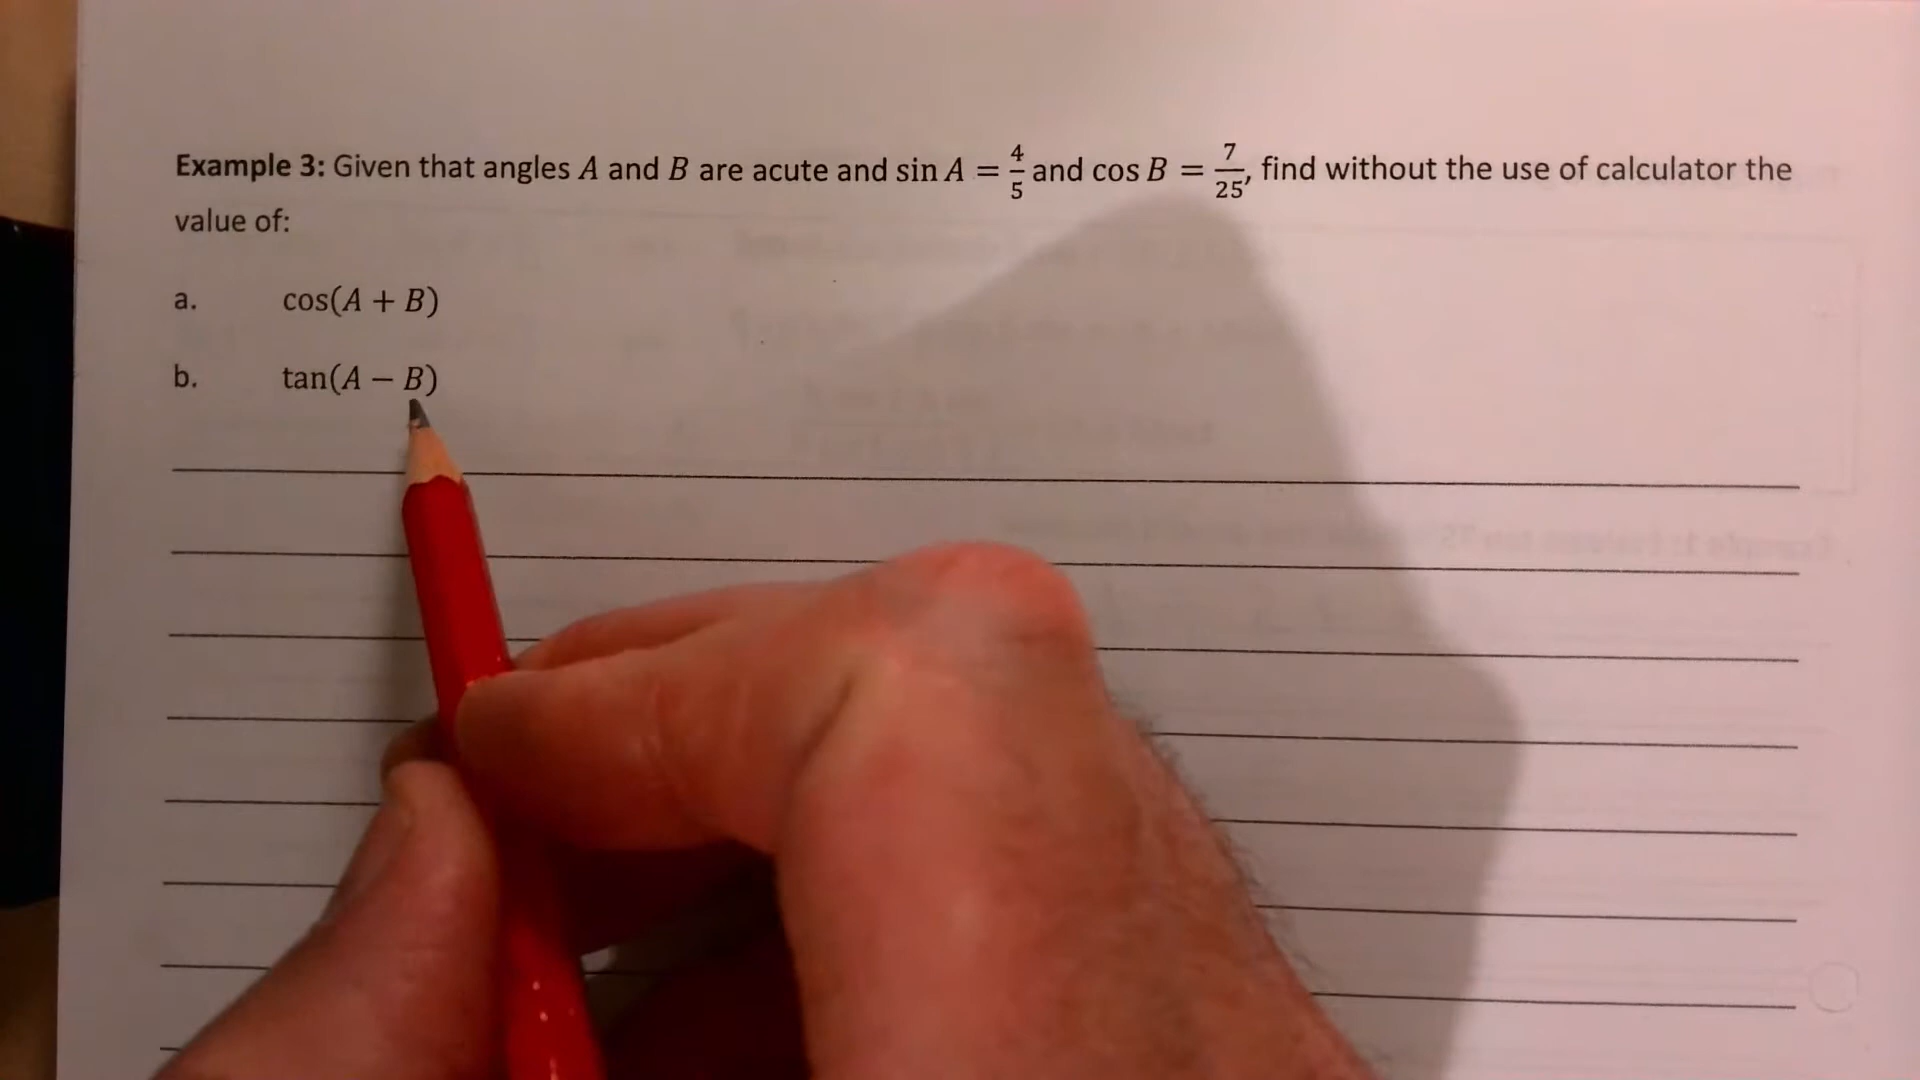 Example 3: Given that angles A and B are acute and sin A = 4/5 and cos B = 7/25, find without the use of calculator the
value of:
a. cos(A + B)
b. tan(A − B)